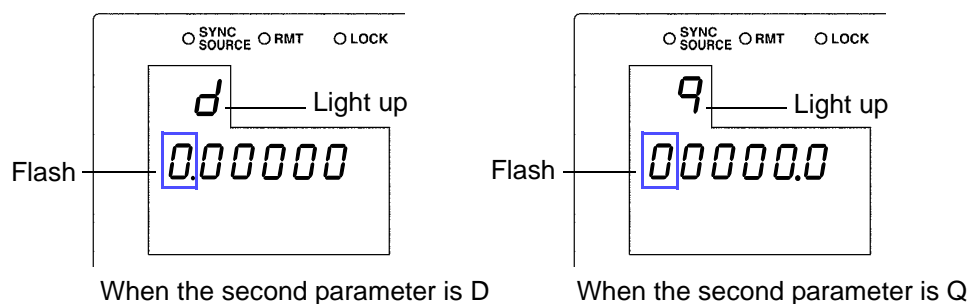 SYNC SOURCE RMT LOCK
d Light up
Flash 0.00000
When the second parameter is D
SYNC SOURCE RMT LOCK
q Light up
Flash 00000.0
When the second parameter is Q